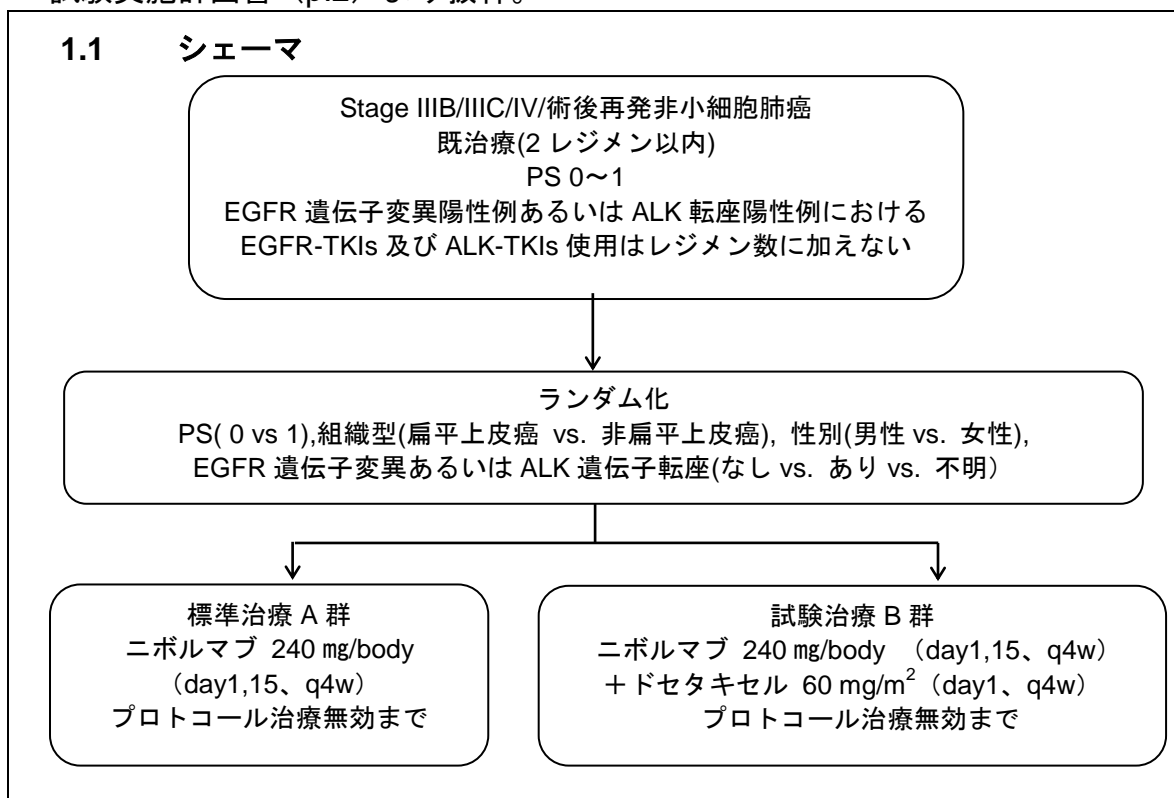 1.1 シェーマ
Stage IIIB/IIIC/IV/術後再発非小細胞肺癌
既治療(2 レジメン以内)
PS 0～1
EGFR 遺伝子変異陽性例あるいは ALK 転座陽性例における
EGFR-TKIs 及び ALK-TKIs 使用はレジメン数に加えない
ランダム化
PS( 0 vs 1),組織型(扁平上皮癌 vs. 非扁平上皮癌), 性別(男性 vs. 女性),
EGFR 遺伝子変異あるいは ALK 遺伝子転座(なし vs. あり vs. 不明）
標準治療 A 群
ニボルマブ 240 ㎎/body
（day1,15、q4w）
プロトコール治療無効まで
試験治療 B 群
ニボルマブ 240 ㎎/body （day1,15、q4w）
＋ドセタキセル 60 mg/m² （day1、q4w）
プロトコール治療無効まで